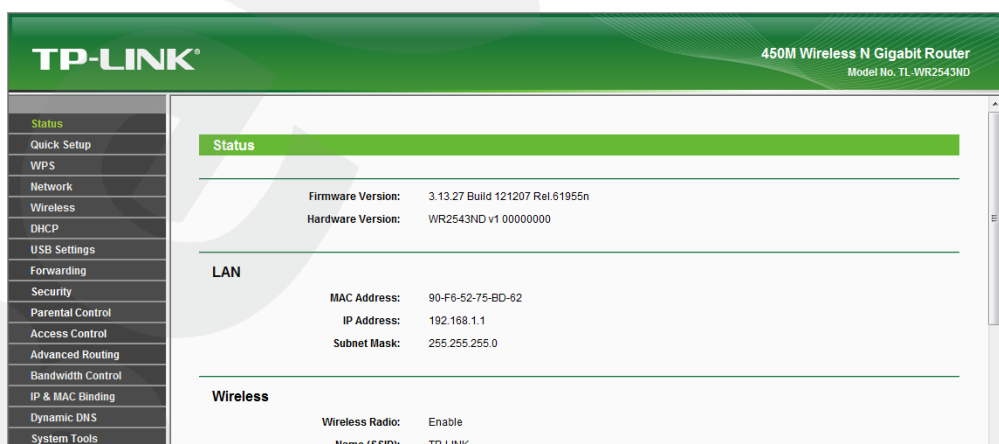 TP-LINK®
450M Wireless N Gigabit Router
Model No. TL-WR2543ND
Status
Quick Setup
WPS
Network
Wireless
DHCP
USB Settings
Forwarding
Security
Parental Control
Access Control
Advanced Routing
Bandwidth Control
IP & MAC Binding
Dynamic DNS
System Tools
Status
Firmware Version: 3.13.27 Build 121207 Rel.61955n
Hardware Version: WR2543ND v1 00000000
LAN
MAC Address: 90-F6-52-75-BD-62
IP Address: 192.168.1.1
Subnet Mask: 255.255.255.0
Wireless
Wireless Radio: Enable
Name (SSID): TP-LINK